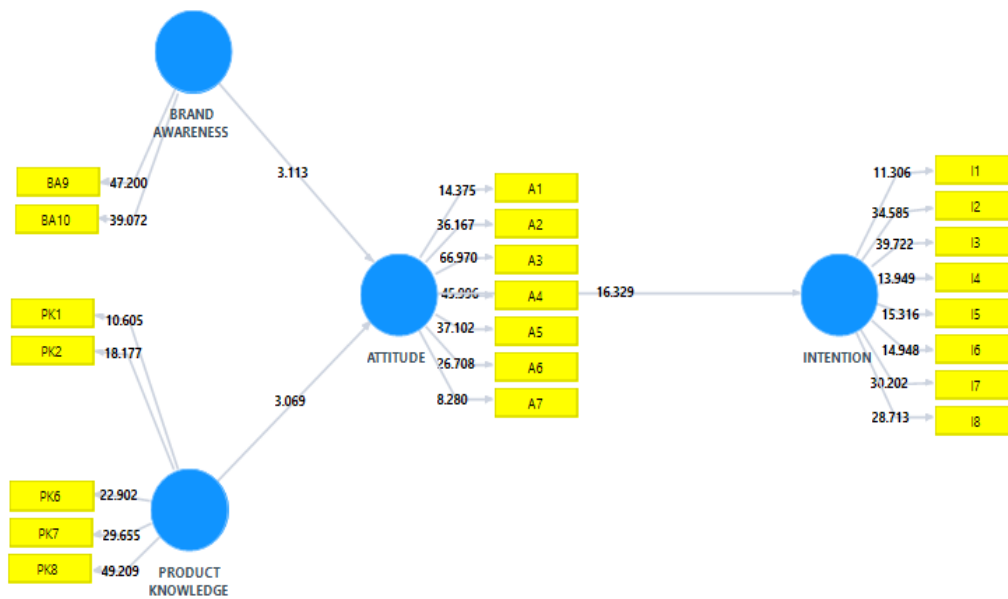 BRAND
AWARENESS
BA9
47.200
BA10
39.072
3.113
PK1
10.605
PK2
18.177
3.069
PK6
22.902
PK7
29.655
PK8
49.209
PRODUCT
KNOWLEDGE
ATTITUDE
14.375
A1
36.167
A2
66.970
A3
45.996
A4
37.102
A5
26.708
A6
8.280
A7
16.329
INTENTION
11.306
I1
34.585
I2
39.722
I3
13.949
I4
15.316
I5
14.948
I6
30.202
I7
28.713
I8